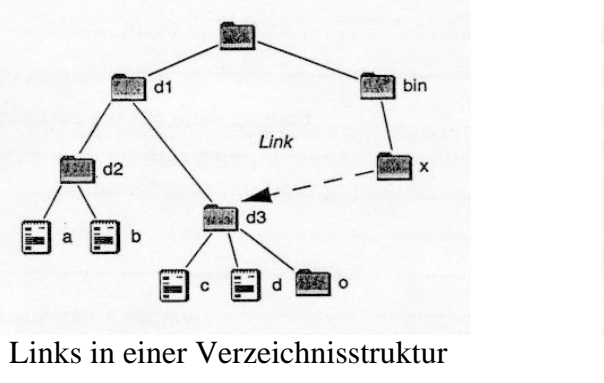 d1
bin
Link
d2
x
d3
a
b
c
d
o
Links in einer Verzeichnisstruktur